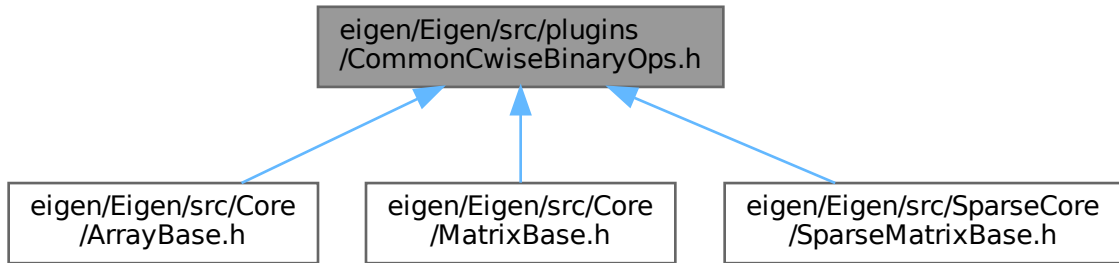 eigen/Eigen/src/plugins
/CommonCwiseBinaryOps.h
eigen/Eigen/src/Core
/ArrayBase.h
eigen/Eigen/src/Core
/MatrixBase.h
eigen/Eigen/src/SparseCore
/SparseMatrixBase.h